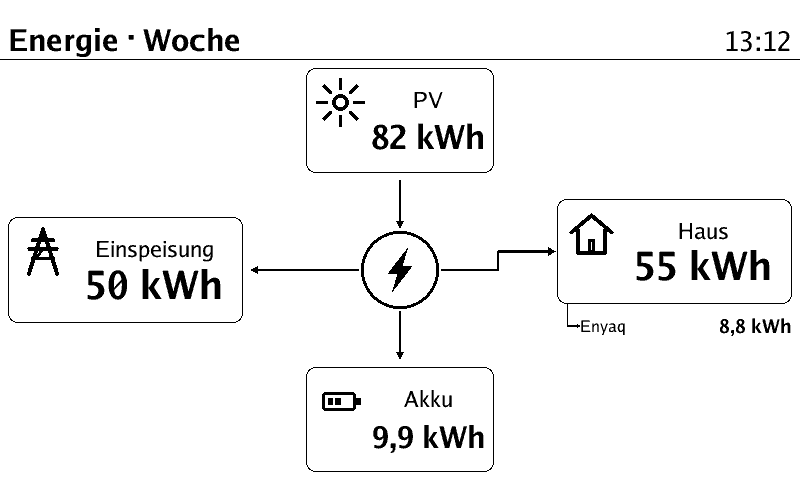 Energie · Woche
13:12
PV
82 kWh
Einspeisung
50 kWh
Haus
55 kWh
Enyaq 8,8 kWh
Akku
9,9 kWh